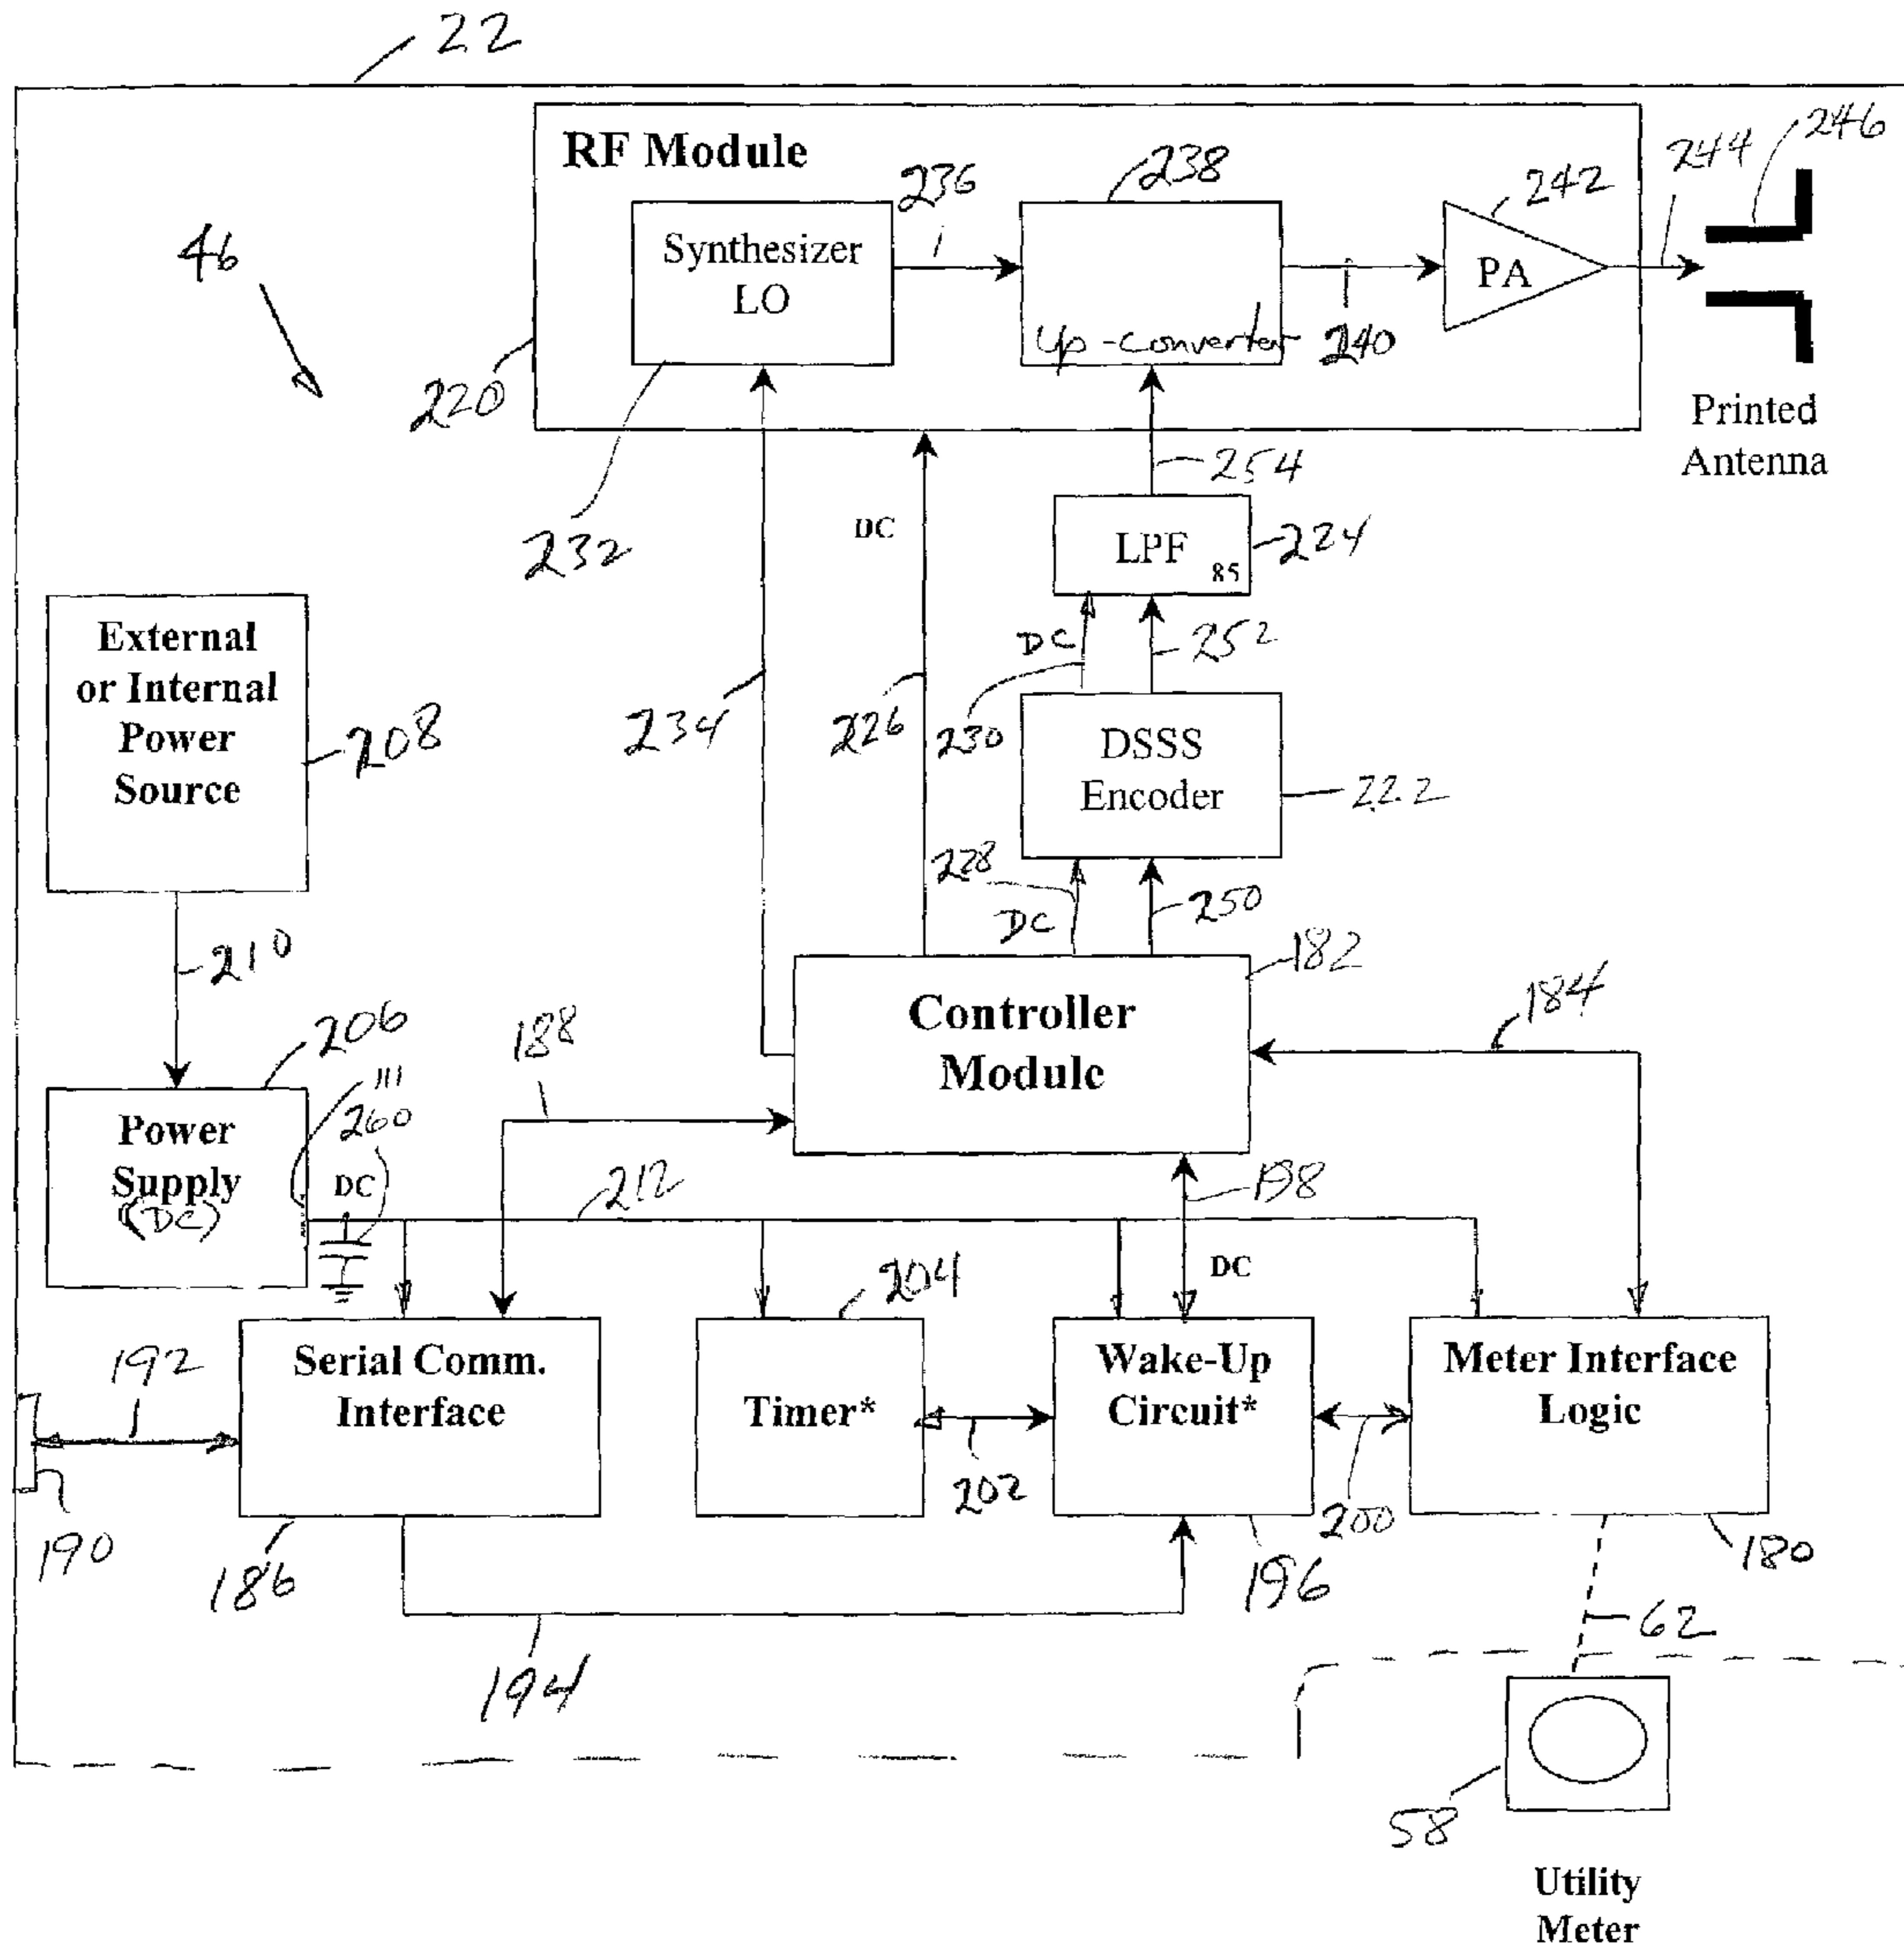 22
RF Module
46
220
Synthesizer
LO
232
236
238
Up-converter
240
242
PA
244
246
Printed
Antenna
254
LPF
85
224
DC
DC
252
230
234
226
DSSS
Encoder
222
228
DC
250
External
or Internal
Power
Source
208
210
206
Power
Supply
(DC)
111
260
DC
188
212
Controller
Module
182
184
198
DC
204
192
190
Serial Comm.
Interface
186
Timer*
202
Wake-Up
Circuit*
196
200
Meter Interface
Logic
180
194
62
58
Utility
Meter